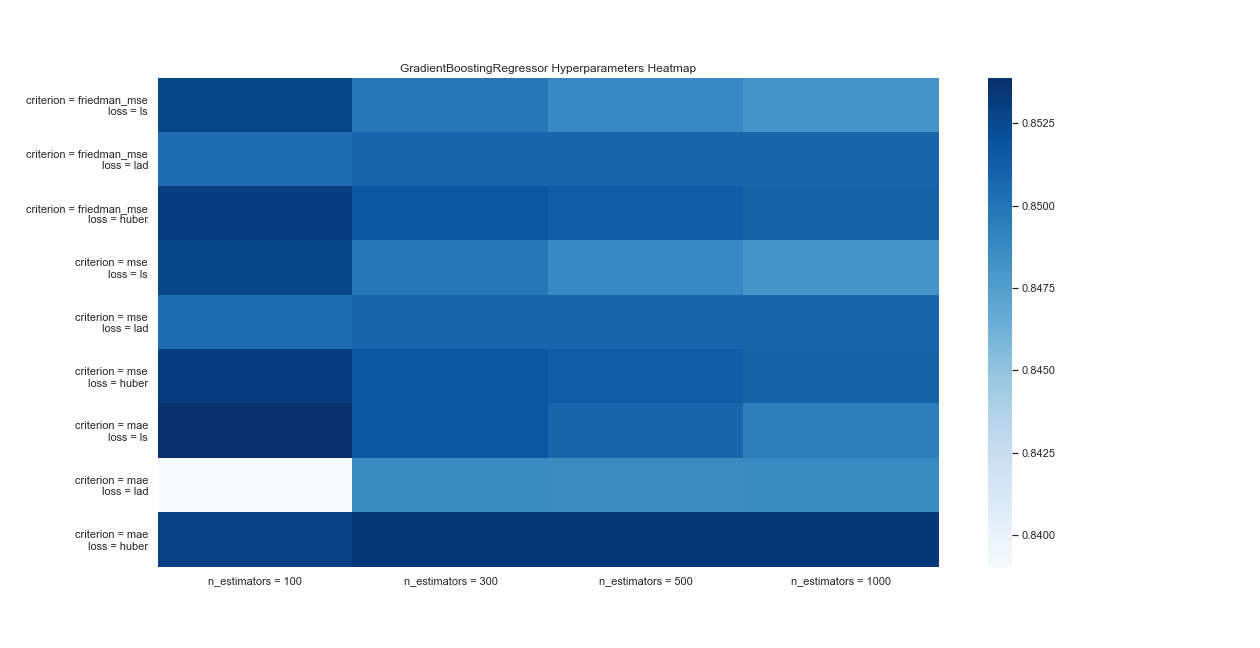 GradientBoostingRegressor Hyperparameters Heatmap
criterion = friedman_mse
loss = ls
criterion = friedman_mse
loss = lad
criterion = friedman_mse
loss = huber
criterion = mse
loss = ls
criterion = mse
loss = lad
criterion = mse
loss = huber
criterion = mae
loss = ls
criterion = mae
loss = lad
criterion = mae
loss = huber
n_estimators = 100
n_estimators = 300
n_estimators = 500
n_estimators = 1000
0.8525
0.8500
0.8475
0.8450
0.8425
0.8400